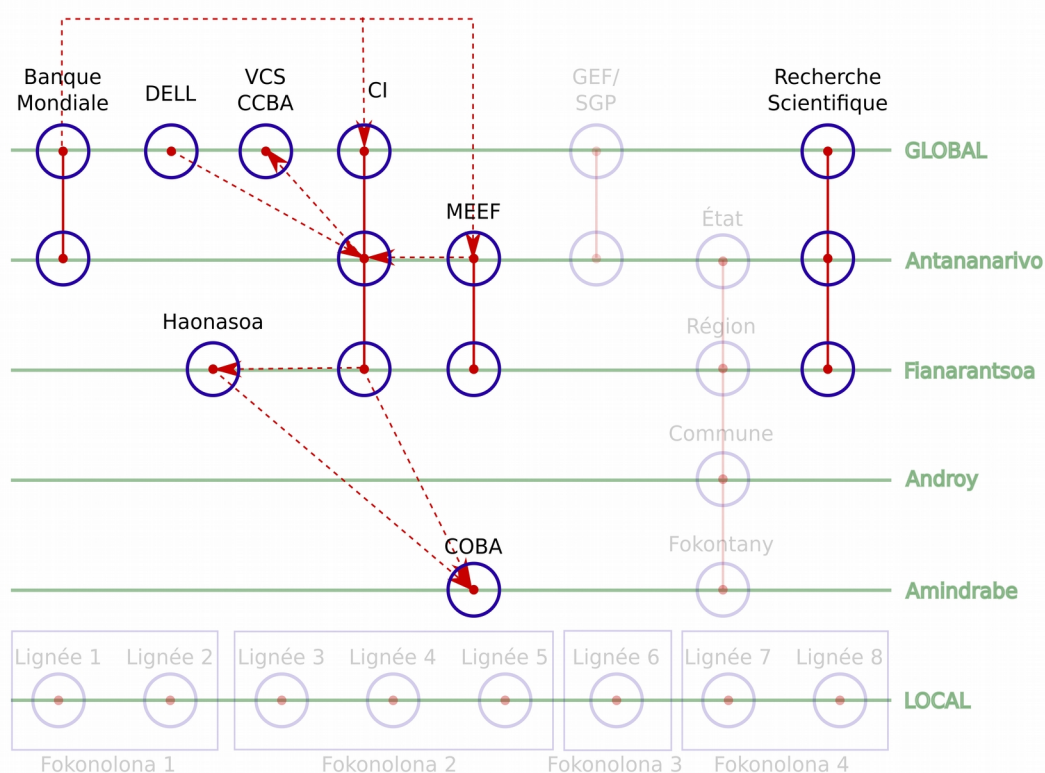 Banque
Mondiale
DELL
VCS
CCBA
CI
GEF/
SGP
Recherche
Scientifique
GLOBAL
MEEF
État
Antananarivo
Haonasoa
Région
Fianarantsoa
Commune
Androy
COBA
Fokontany
Amindrabe
Lignée 1
Lignée 2
Lignée 3
Lignée 4
Lignée 5
Lignée 6
Lignée 7
Lignée 8
LOCAL
Fokonolona 1
Fokonolona 2
Fokonolona 3
Fokonolona 4